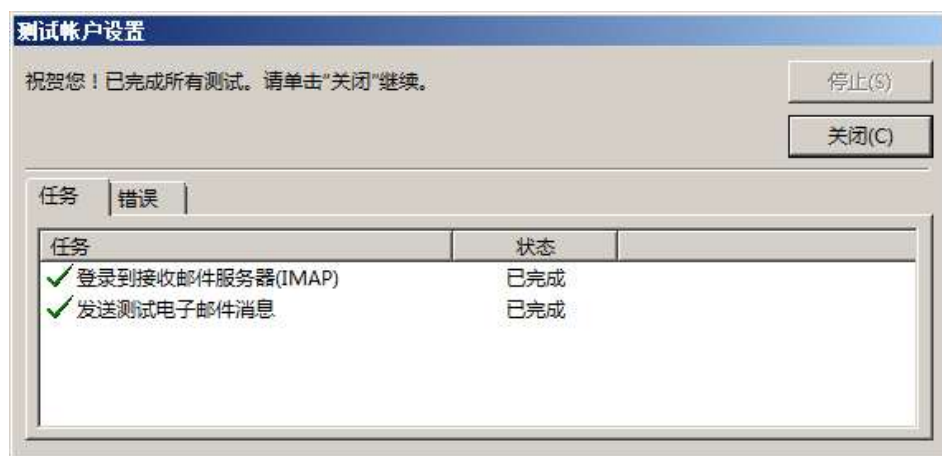 测试帐户设置
祝贺您！已完成所有测试。请单击“关闭”继续。
停止(S)
关闭(C)
任务 错误
任务 状态
登录到接收邮件服务器(IMAP) 已完成
发送测试电子邮件消息 已完成